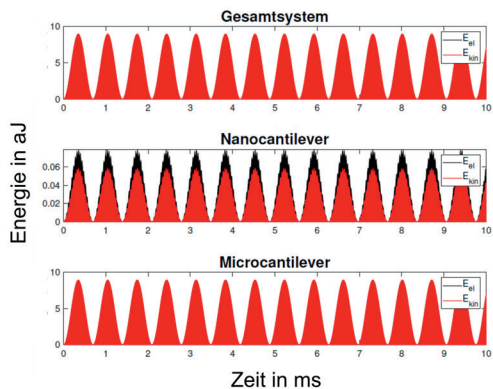 Gesamtsystem
10
5
0
E_el
E_kin
0 1 2 3 4 5 6 7 8 9 10
Nanocantilever
0.06
0.04
0.02
0
E_el
E_kin
0 1 2 3 4 5 6 7 8 9 10
Microcantilever
10
5
0
E_el
E_kin
0 1 2 3 4 5 6 7 8 9 10
Energie in aJ
Zeit in ms